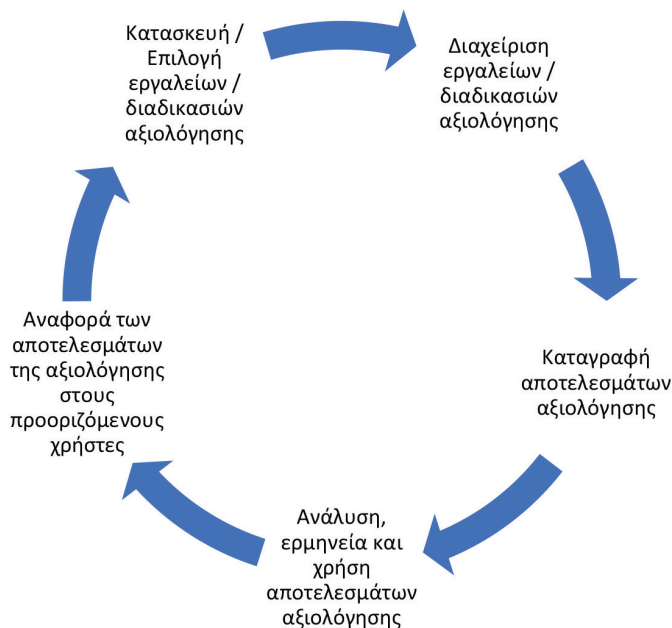 Κατασκευή /
Επιλογή
εργαλείων /
διαδικασιών
αξιολόγησης
Διαχείριση
εργαλείων /
διαδικασιών
αξιολόγησης
Καταγραφή
αποτελεσμάτων
αξιολόγησης
Ανάλυση,
ερμηνεία και
χρήση
αποτελεσμάτων
αξιολόγησης
Αναφορά των
αποτελεσμάτων
της αξιολόγησης
στους
προοριζόμενους
χρήστες